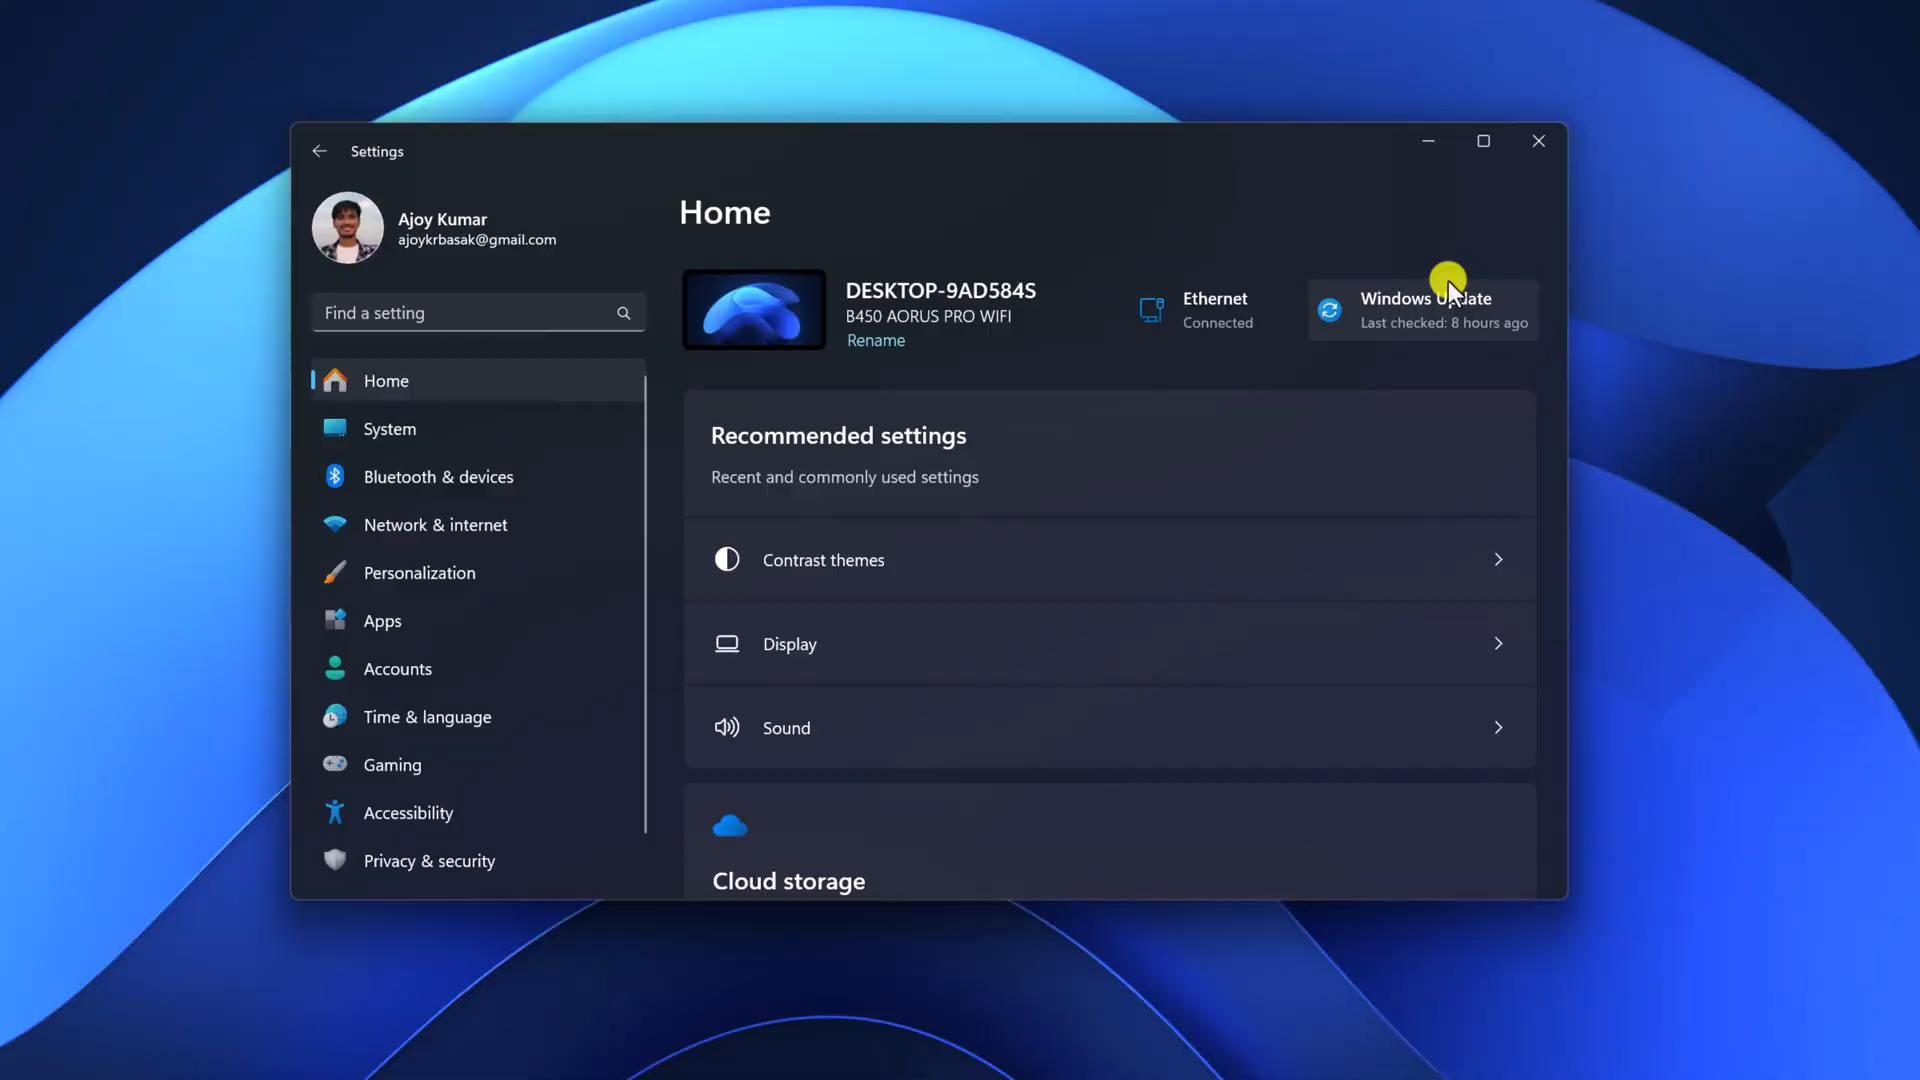 Settings
Ajoy Kumar
ajoykrbasak@gmail.com
Find a setting
Home
System
Bluetooth & devices
Network & internet
Personalization
Apps
Accounts
Time & language
Gaming
Accessibility
Privacy & security
Home
DESKTOP-9AD584S
B450 AORUS PRO WIFI
Rename
Ethernet
Connected
Windows Update
Last checked: 8 hours ago
Recommended settings
Recent and commonly used settings
Contrast themes
Display
Sound
Cloud storage